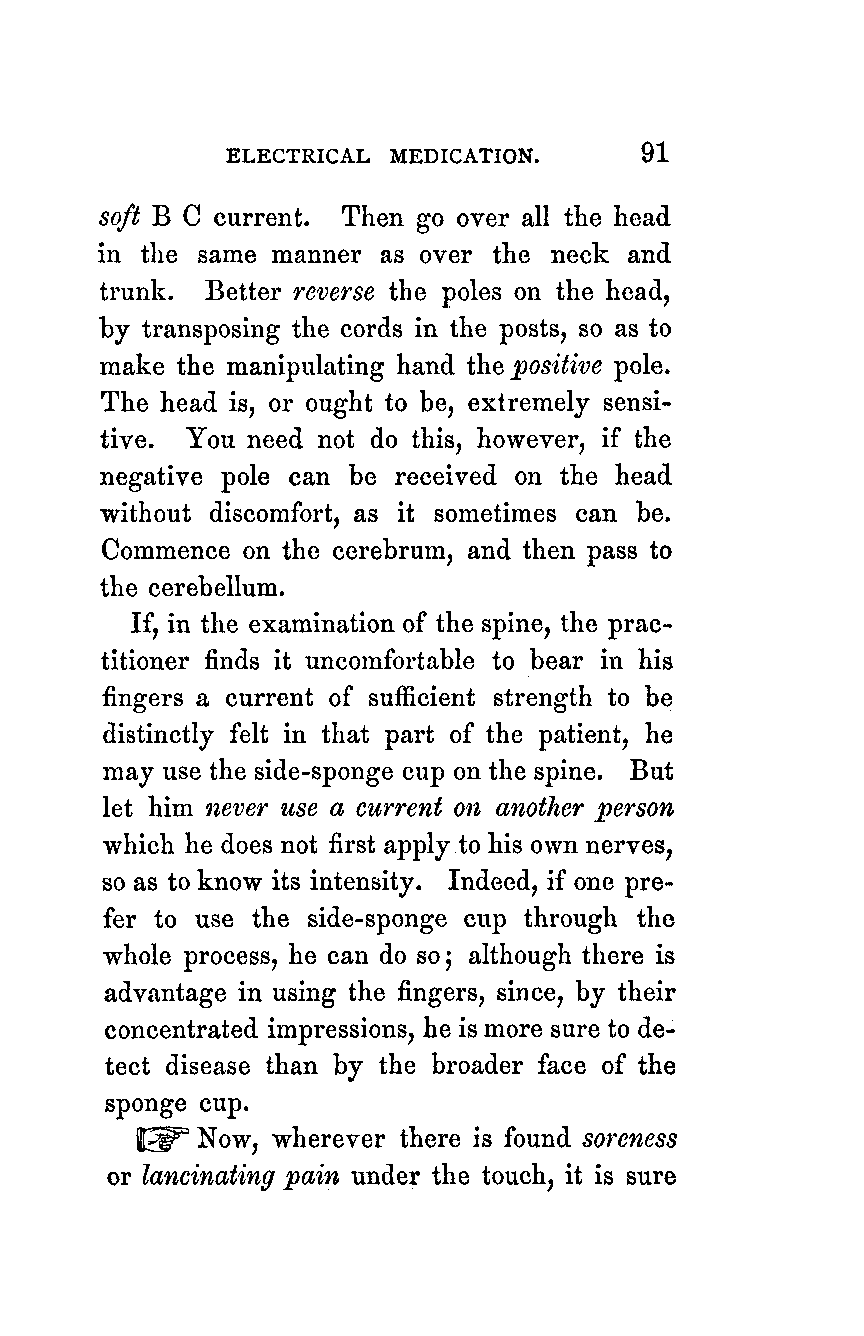 ELECTRICAL MEDICATION. 91
soft B C current. Then go over all the head
in the same manner as over the neck and
trunk. Better reverse the poles on the head,
by transposing the cords in the posts, so as to
make the manipulating hand the positive pole.
The head is, or ought to be, extremely sensi-
tive. You need not do this, however, if the
negative pole can be received on the head
without discomfort, as it sometimes can be.
Commence on the cerebrum, and then pass to
the cerebellum.
If, in the examination of the spine, the prac-
titioner finds it uncomfortable to bear in his
fingers a current of sufficient strength to be
distinctly felt in that part of the patient, he
may use the side-sponge cup on the spine. But
let him never use a current on another person
which he does not first apply to his own nerves,
so as to know its intensity. Indeed, if one pre-
fer to use the side-sponge cup through the
whole process, he can do so; although there is
advantage in using the fingers, since, by their
concentrated impressions, he is more sure to de-
tect disease than by the broader face of the
sponge cup.
☞ Now, wherever there is found soreness
or lancinating pain under the touch, it is sure